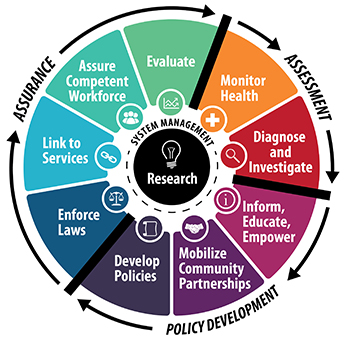 ASSURANCE
ASSESSMENT
POLICY DEVELOPMENT
SYSTEM MANAGEMENT
Research
Evaluate
Monitor
Health
Diagnose
and
Investigate
Inform,
Educate,
Empower
Mobilize
Community
Partnerships
Develop
Policies
Enforce
Laws
Link to
Services
Assure
Competent
Workforce